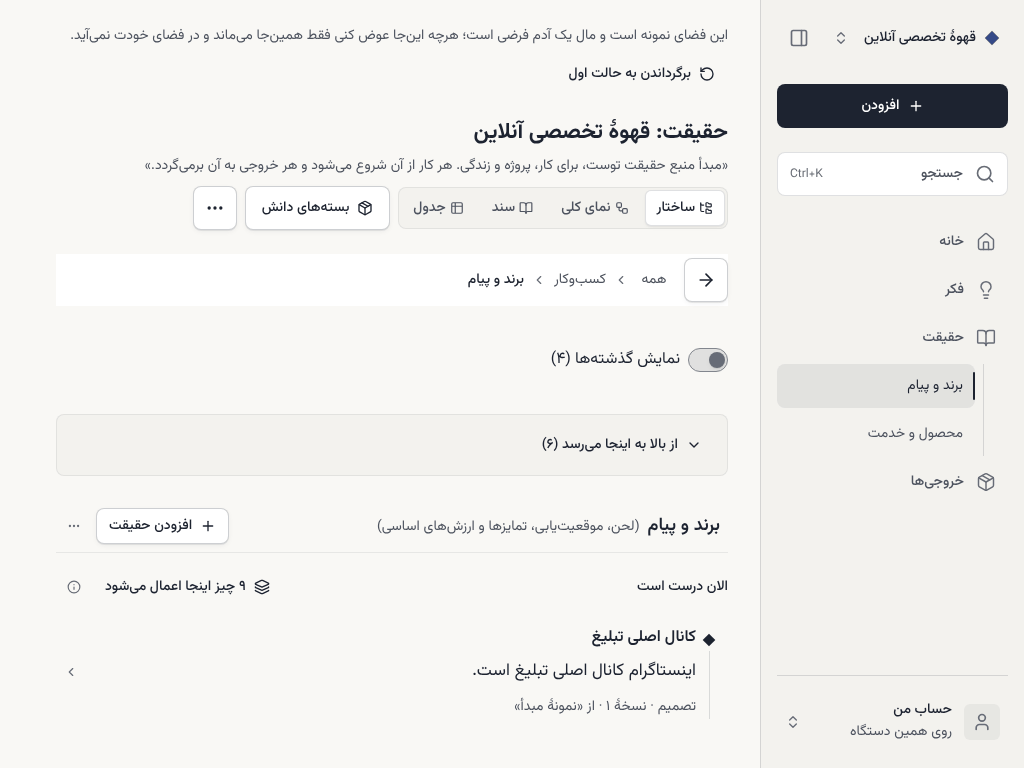 قهوهٔ تخصصی آنلاین
افزودن
جستجو
Ctrl+K
خانه
فکر
حقیقت
برند و پیام
محصول و خدمت
خروجی‌ها
حساب من
روی همین دستگاه
این فضای نمونه است و مال یک آدم فرضی است؛ هرچه این‌جا عوض کنی فقط همین‌جا می‌ماند و در فضای خودت نمی‌آید.
برگرداندن به حالت اول
حقیقت: قهوهٔ تخصصی آنلاین
«مبدأ منبع حقیقت توست، برای کار، پروژه و زندگی. هر کار از آن شروع می‌شود و هر خروجی به آن برمی‌گردد.»
ساختار نمای کلی سند جدول بسته‌های دانش
همه کسب‌وکار برند و پیام
نمایش گذشته‌ها (۴)
از بالا به اینجا می‌رسد (۶)
برند و پیام (لحن، موقعیت‌یابی، تمایزها و ارزش‌های اساسی) افزودن حقیقت
الان درست است ۹ چیز اینجا اعمال می‌شود
کانال اصلی تبلیغ
اینستاگرام کانال اصلی تبلیغ است.
تصمیم · نسخهٔ ۱ · از «نمونهٔ مبدأ»